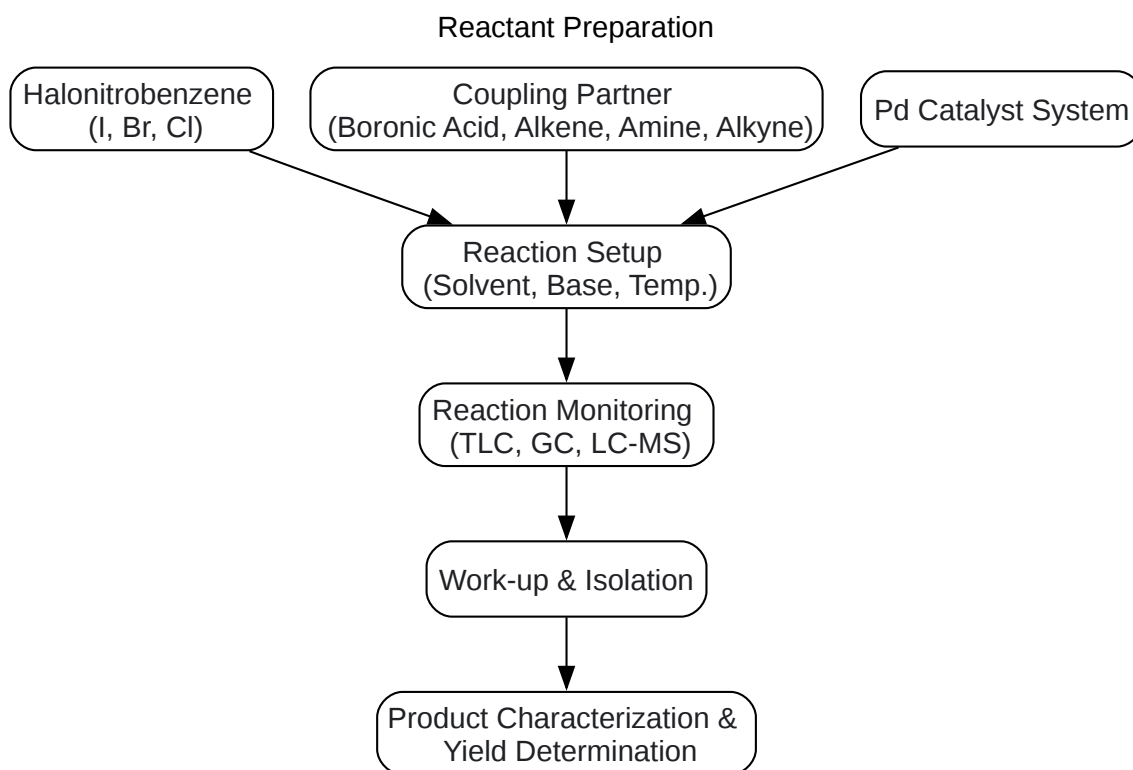 Reactant Preparation
Halonitrobenzene
(I, Br, Cl)
Coupling Partner
(Boronic Acid, Alkene, Amine, Alkyne)
Pd Catalyst System
Reaction Setup
(Solvent, Base, Temp.)
Reaction Monitoring
(TLC, GC, LC-MS)
Work-up & Isolation
Product Characterization &
Yield Determination